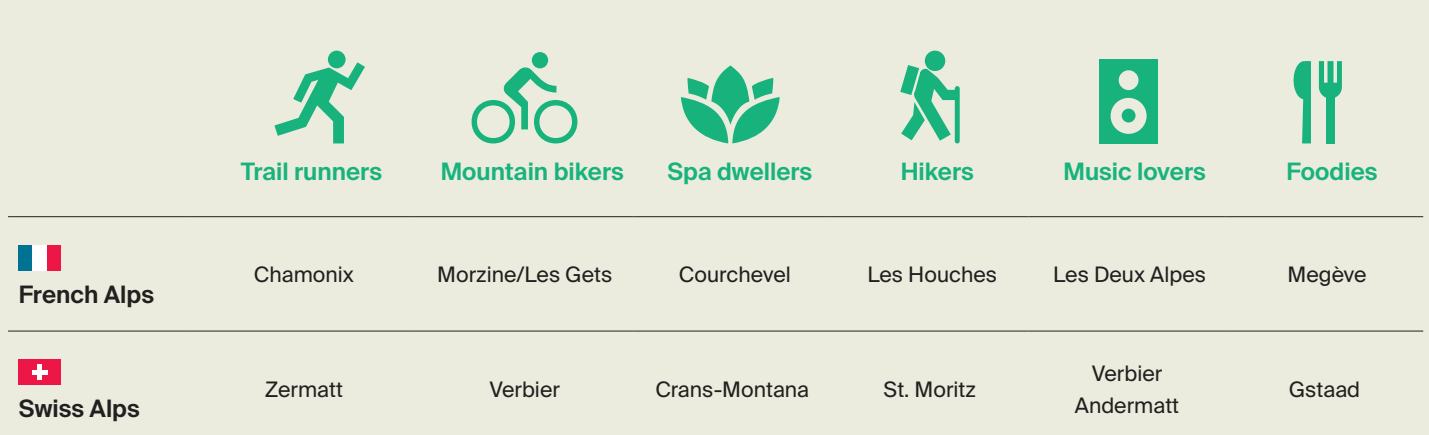 Trail runners Mountain bikers Spa dwellers Hikers Music lovers Foodies
French Alps
Chamonix Morzine/Les Gets Courchevel Les Houches Les Deux Alpes Megève
Swiss Alps
Zermatt Verbier Crans-Montana St. Moritz Verbier Andermatt Gstaad